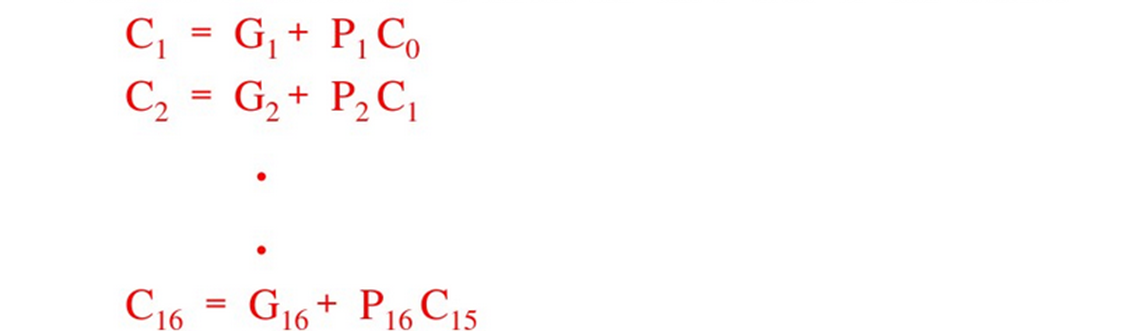 C₁ = G₁ + P₁ C₀
C₂ = G₂ + P₂ C₁
.
.
C₁₆ = G₁₆ + P₁₆ C₁₅